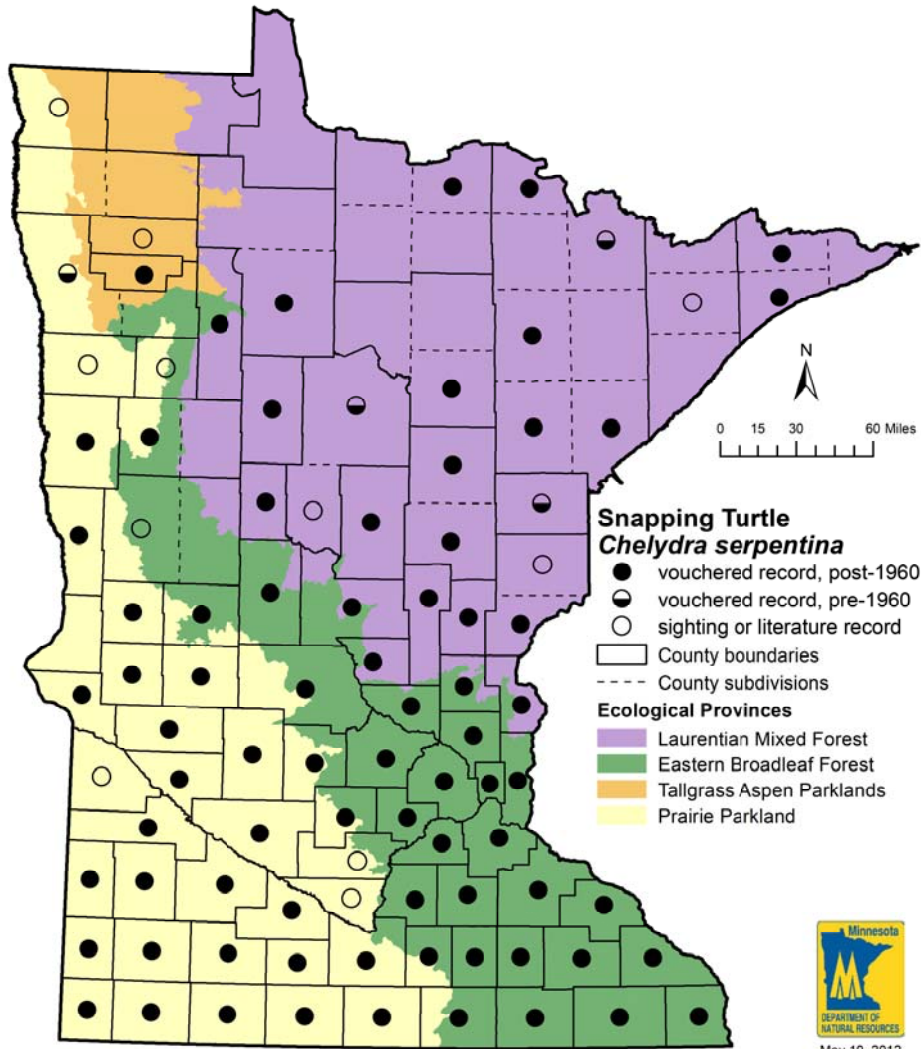 N
0 15 30 60 Miles
Snapping Turtle
Chelydra serpentina
vouchered record, post-1960
vouchered record, pre-1960
sighting or literature record
County boundaries
County subdivisions
Ecological Provinces
Laurentian Mixed Forest
Eastern Broadleaf Forest
Tallgrass Aspen Parklands
Prairie Parkland
Minnesota
DEPARTMENT OF
NATURAL RESOURCES